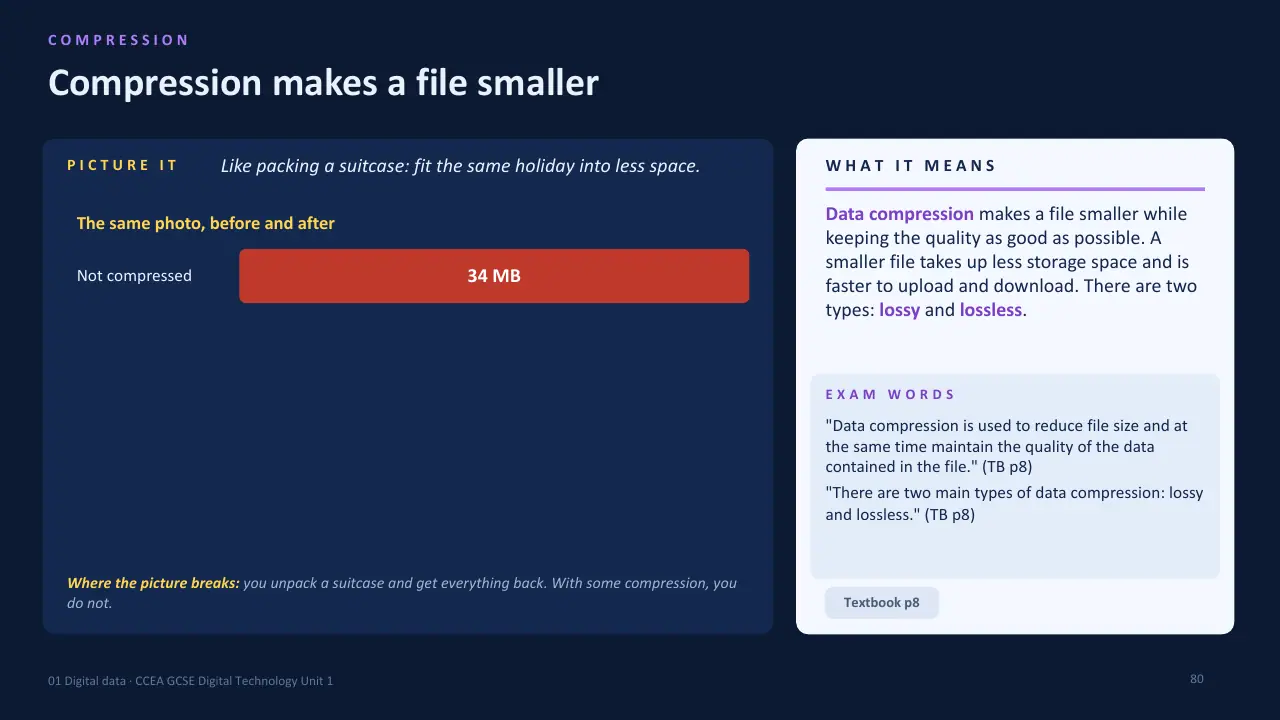 COMPRESSION
Compression makes a file smaller
PICTURE IT
Like packing a suitcase: fit the same holiday into less space.
The same photo, before and after
Not compressed
34 MB
Where the picture breaks: you unpack a suitcase and get everything back. With some compression, you
do not.
WHAT IT MEANS
Data compression makes a file smaller while
keeping the quality as good as possible. A
smaller file takes up less storage space and is
faster to upload and download. There are two
types: lossy and lossless.
EXAM WORDS
"Data compression is used to reduce file size and at
the same time maintain the quality of the data
contained in the file." (TB p8)
"There are two main types of data compression: lossy
and lossless." (TB p8)
Textbook p8
01 Digital data · CCEA GCSE Digital Technology Unit 1
80